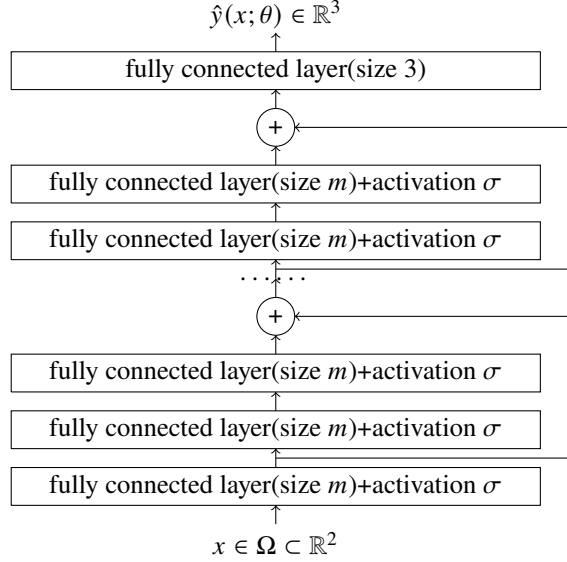 ŷ(x; θ) ∈ ℝ³
fully connected layer(size 3)
+
fully connected layer(size m)+activation σ
fully connected layer(size m)+activation σ
......
+
fully connected layer(size m)+activation σ
fully connected layer(size m)+activation σ
fully connected layer(size m)+activation σ
x ∈ Ω ⊂ ℝ²